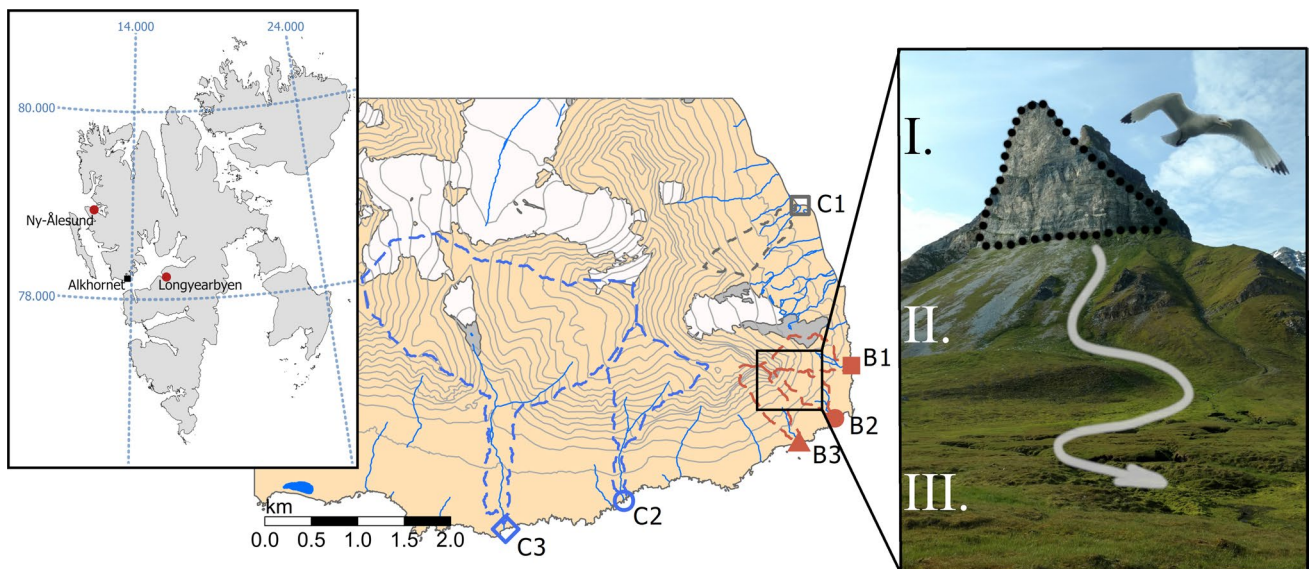 14.000
24.000
80.000
Ny-Ålesund
Alkhornet
Longyearbyen
78.000
C1
B1
B2
B3
C2
C3
km
0.0 0.5 1.0 1.5 2.0
I.
II.
III.